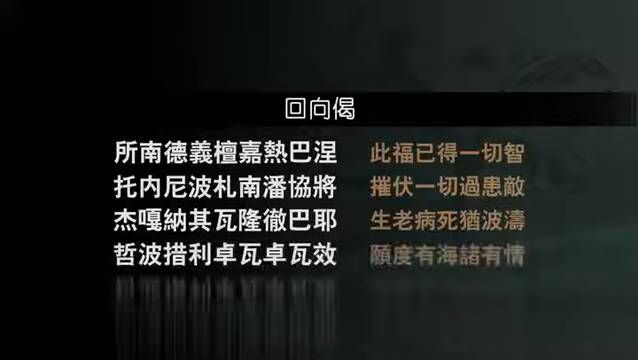 回向偈
所南德義檀嘉熱巴涅 此福已得一切智
托内尼波札南潘協將 摧伏一切過患敵
杰嘎納其瓦隆徹巴耶 生老病死猶波濤
哲波措利卓瓦卓瓦效 願度有海諸有情